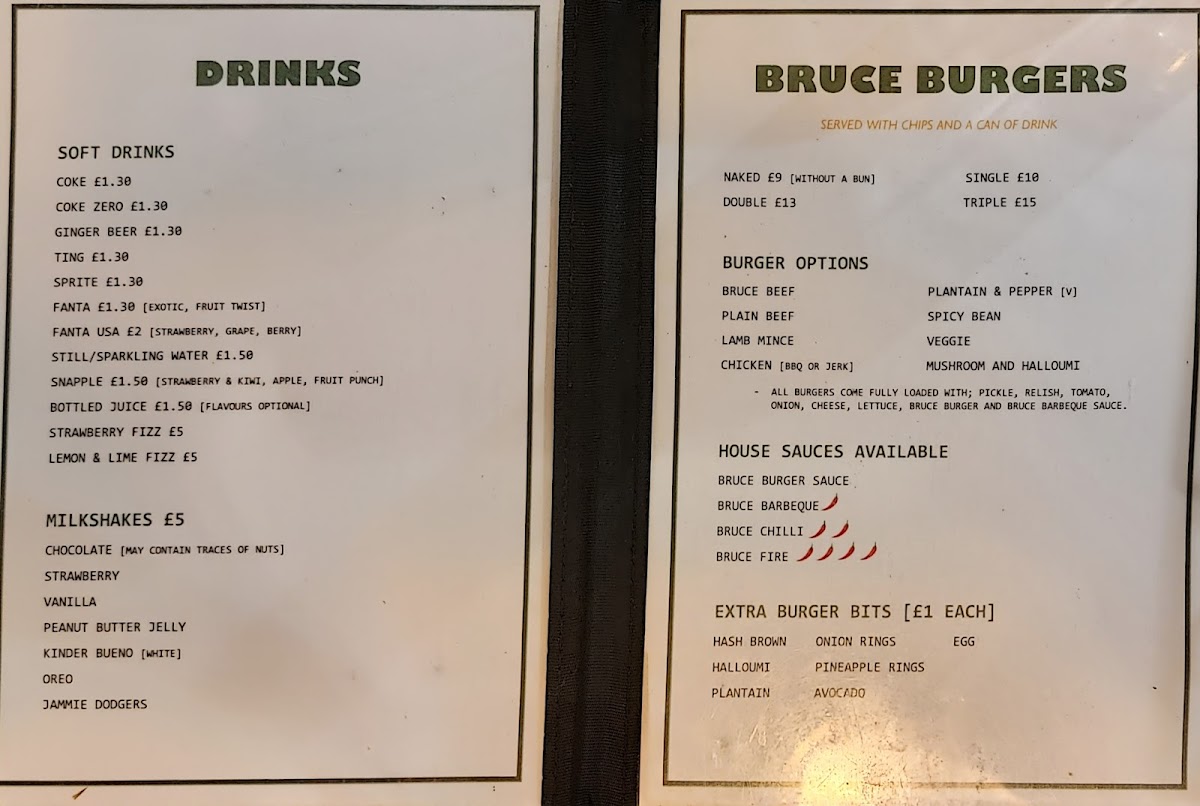 DRINKS
SOFT DRINKS
COKE £1.30
COKE ZERO £1.30
GINGER BEER £1.30
TING £1.30
SPRITE £1.30
FANTA £1.30 [EXOTIC, FRUIT TWIST]
FANTA USA £2 [STRAWBERRY, GRAPE, BERRY]
STILL/SPARKLING WATER £1.50
SNAPPLE £1.50 [STRAWBERRY & KIWI, APPLE, FRUIT PUNCH]
BOTTLED JUICE £1.50 [FLAVOURS OPTIONAL]
STRAWBERRY FIZZ £5
LEMON & LIME FIZZ £5
MILKSHAKES £5
CHOCOLATE [MAY CONTAIN TRACES OF NUTS]
STRAWBERRY
VANILLA
PEANUT BUTTER JELLY
KINDER BUENO [WHITE]
OREO
JAMMIE DODGERS
BRUCE BURGERS
SERVED WITH CHIPS AND A CAN OF DRINK
NAKED £9 [WITHOUT A BUN] SINGLE £10
DOUBLE £13 TRIPLE £15
BURGER OPTIONS
BRUCE BEEF PLANTAIN & PEPPER [V]
PLAIN BEEF SPICY BEAN
LAMB MINCE VEGGIE
CHICKEN [BBQ OR JERK] MUSHROOM AND HALLOUMI
- ALL BURGERS COME FULLY LOADED WITH; PICKLE, RELISH, TOMATO,
ONION, CHEESE, LETTUCE, BRUCE BURGER AND BRUCE BARBEQUE SAUCE.
HOUSE SAUCES AVAILABLE
BRUCE BURGER SAUCE
BRUCE BARBEQUE
BRUCE CHILLI
BRUCE FIRE
EXTRA BURGER BITS [£1 EACH]
HASH BROWN ONION RINGS EGG
HALLOUMI PINEAPPLE RINGS
PLANTAIN AVOCADO